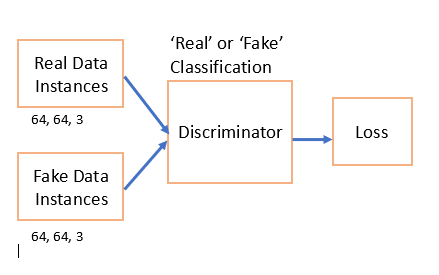 Real Data
Instances
64, 64, 3
‘Real’ or ‘Fake’
Classification
Discriminator
Loss
Fake Data
Instances
64, 64, 3